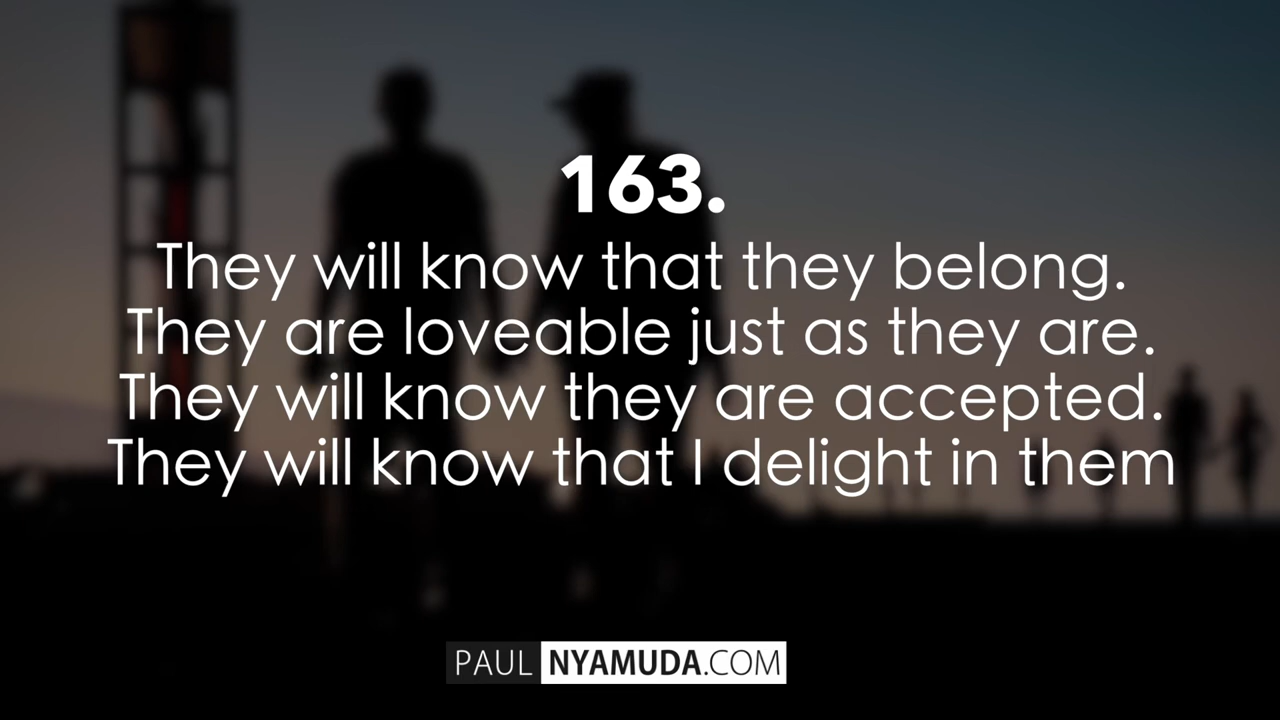 163.
They will know that they belong.
They are loveable just as they are.
They will know they are accepted.
They will know that I delight in them
PAUL NYAMUDA.COM